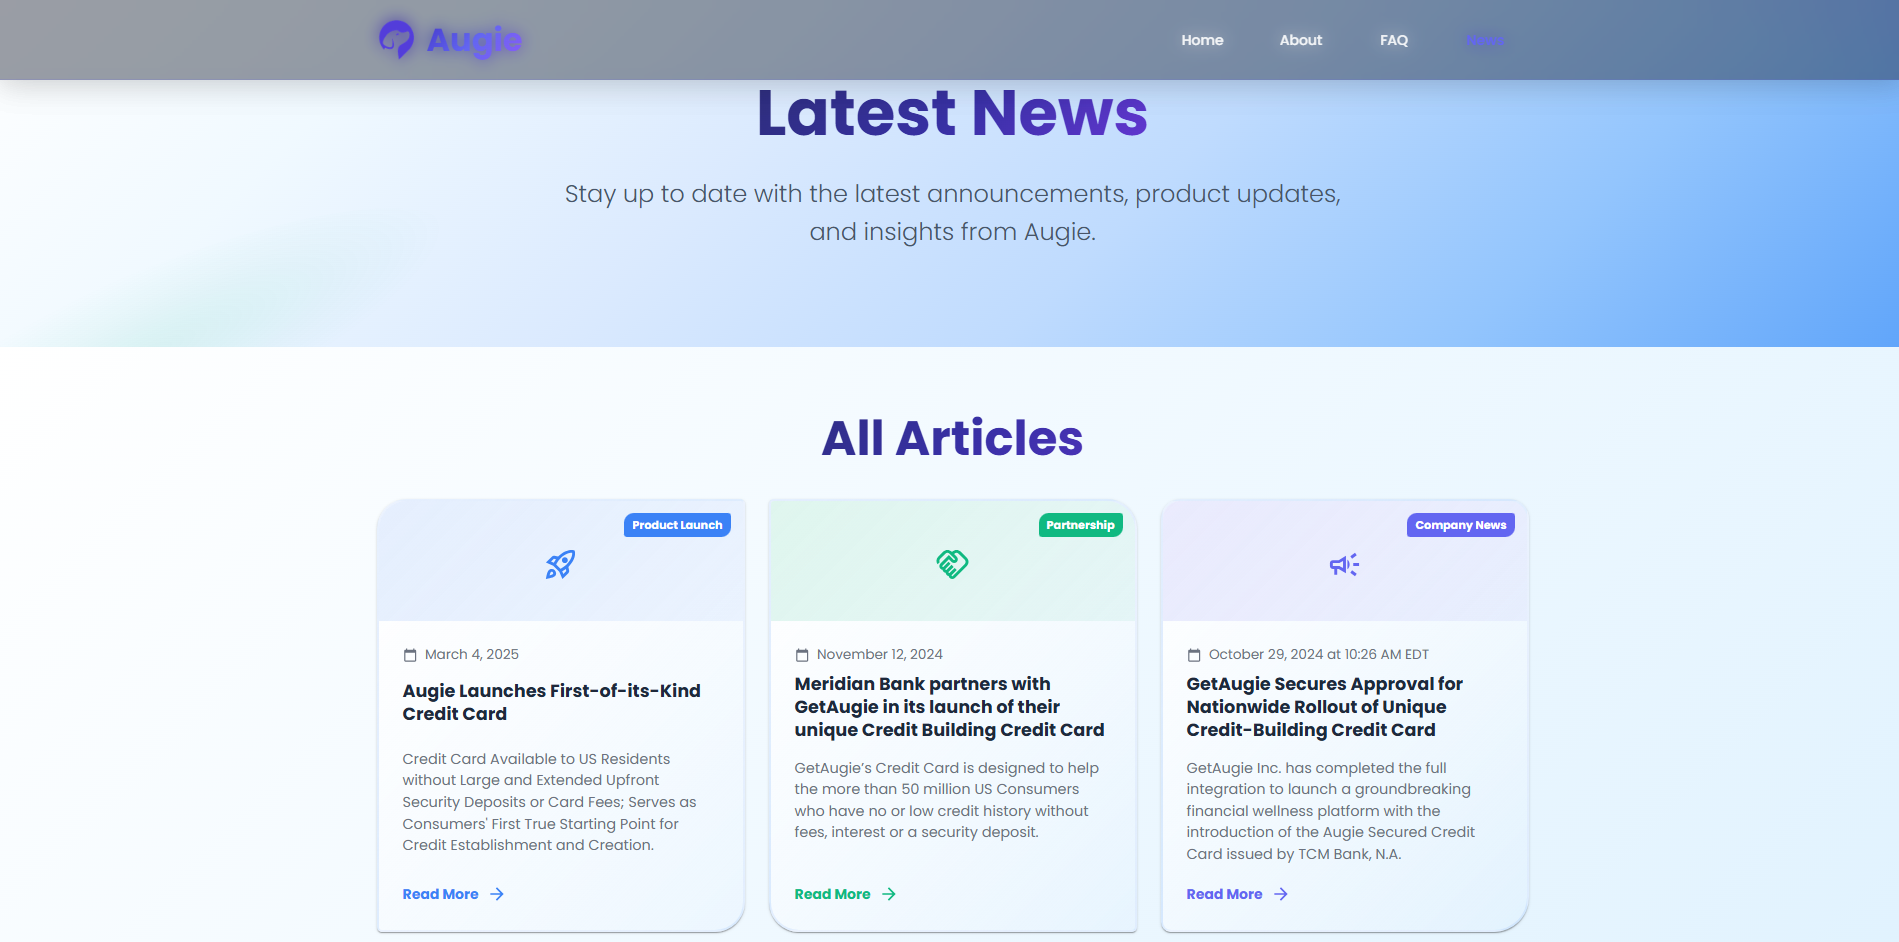 Augie
Home
About
FAQ
News
Latest News
Stay up to date with the latest announcements, product updates,
and insights from Augie.
All Articles
Product Launch
March 4, 2025
Augie Launches First-of-its-Kind
Credit Card
Credit Card Available to US Residents
without Large and Extended Upfront
Security Deposits or Card Fees; Serves as
Consumers' First True Starting Point for
Credit Establishment and Creation.
Read More
Partnership
November 12, 2024
Meridian Bank partners with
GetAugie in its launch of their
unique Credit Building Credit Card
GetAugie’s Credit Card is designed to help
the more than 50 million US Consumers
who have no or low credit history without
fees, interest or a security deposit.
Read More
Company News
October 29, 2024 at 10:26 AM EDT
GetAugie Secures Approval for
Nationwide Rollout of Unique
Credit-Building Credit Card
GetAugie Inc. has completed the full
integration to launch a groundbreaking
financial wellness platform with the
introduction of the Augie Secured Credit
Card issued by TCM Bank, N.A.
Read More